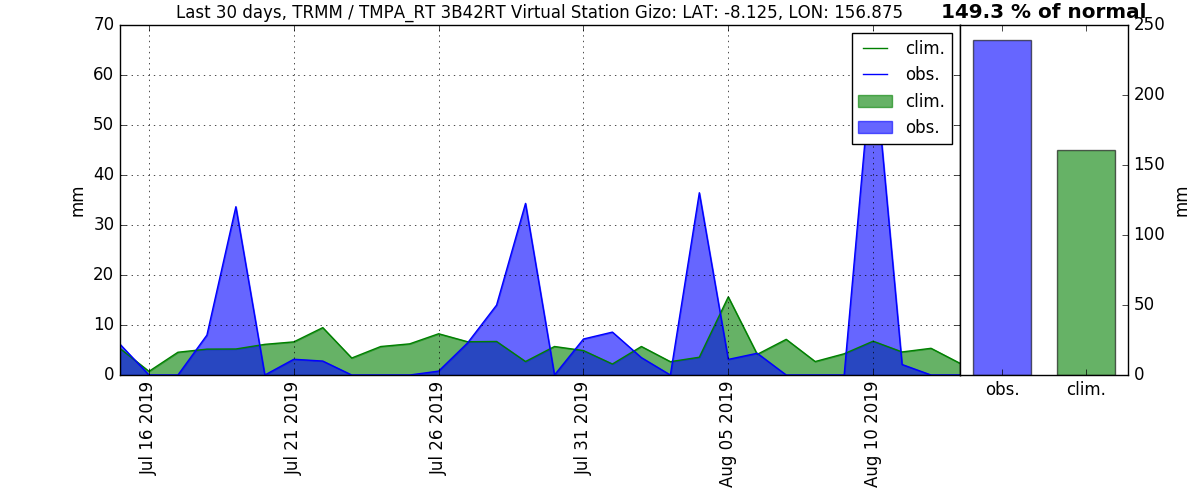 Last 30 days, TRMM / TMPA_RT 3B42RT Virtual Station Gizo: LAT: -8.125, LON: 156.875
149.3 % of normal
70
60
50
40
30
20
10
0
mm
clim.
obs.
clim.
obs.
Jul 16 2019
Jul 21 2019
Jul 26 2019
Jul 31 2019
Aug 05 2019
Aug 10 2019
250
200
150
100
50
0
mm
obs.
clim.